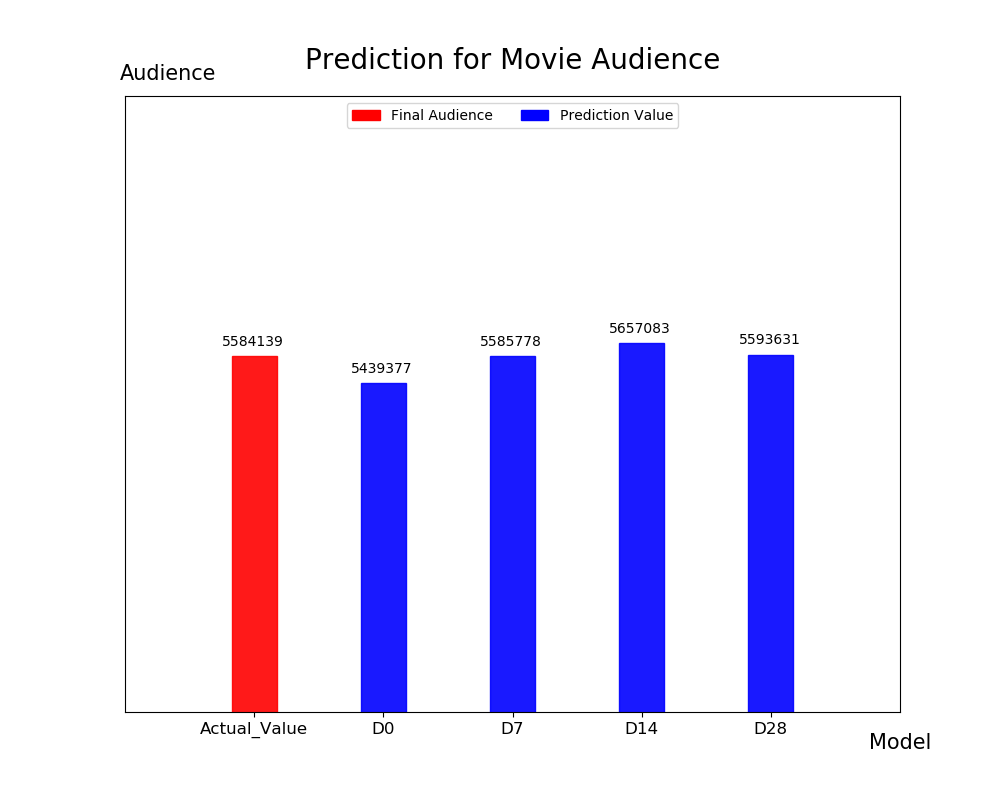 Prediction for Movie Audience
Audience
Final Audience
Prediction Value
5584139
5439377
5585778
5657083
5593631
Actual_Value
D0
D7
D14
D28
Model